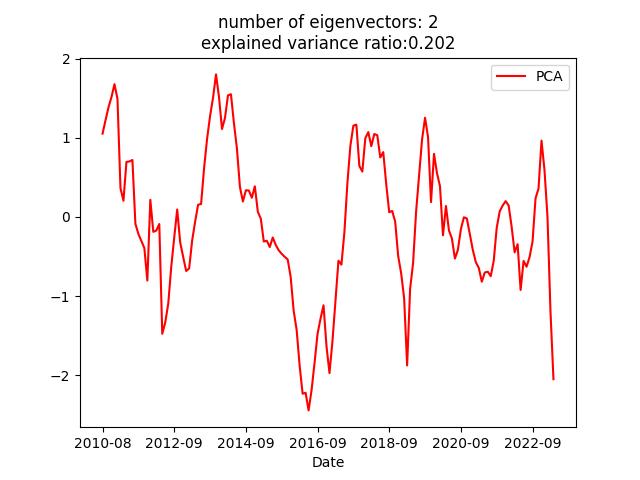 number of eigenvectors: 2
explained variance ratio:0.202
PCA
2
1
0
−1
−2
2010-08 2012-09 2014-09 2016-09 2018-09 2020-09 2022-09
Date